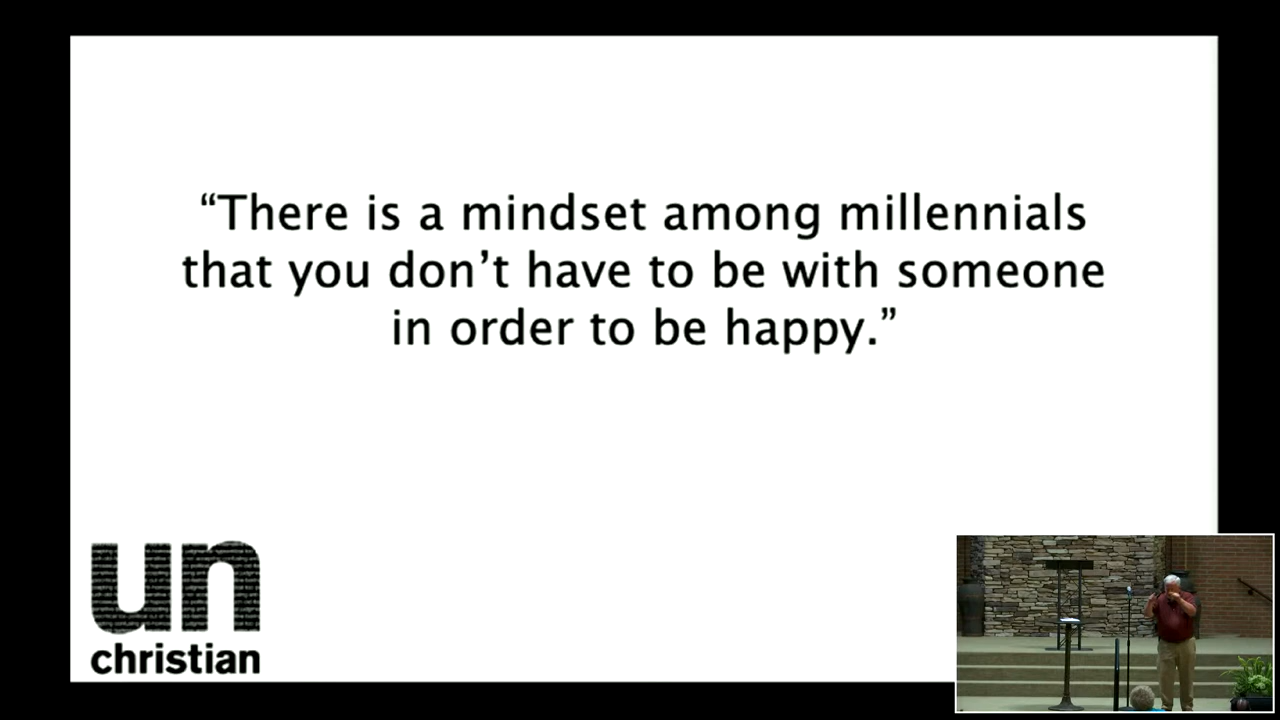 “There is a mindset among millennials
that you don’t have to be with someone
in order to be happy.”
un
christian